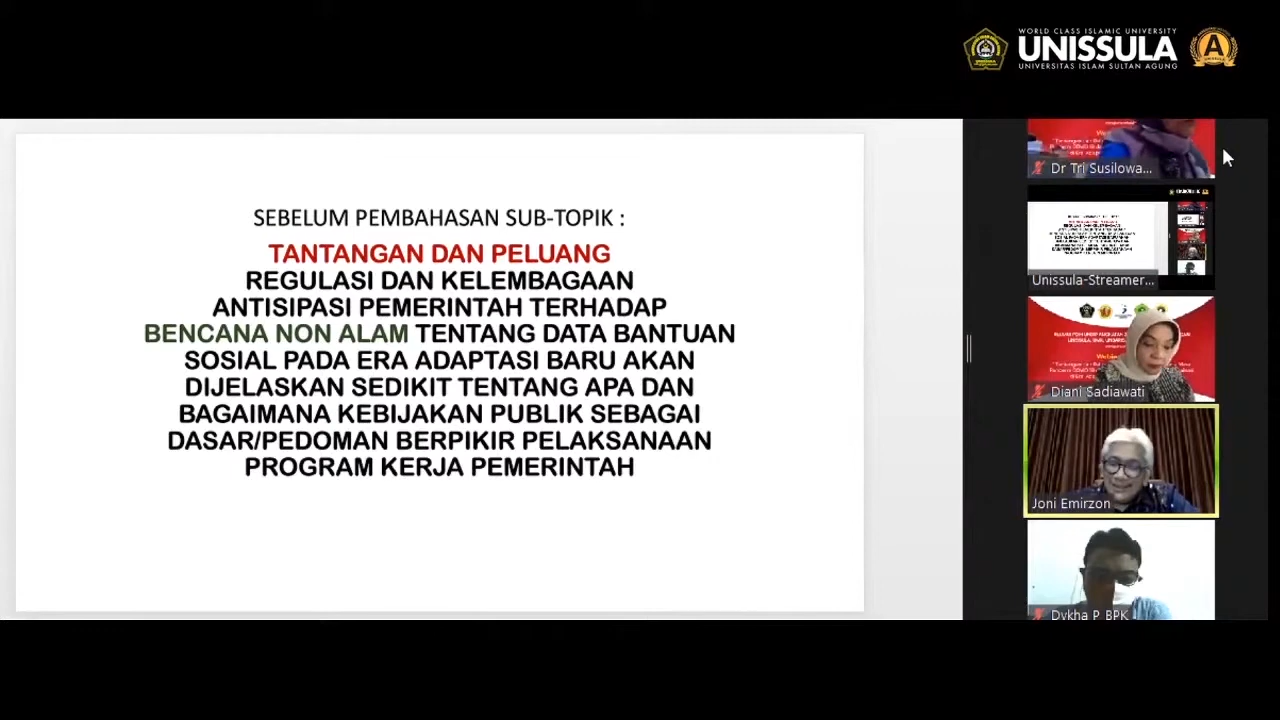 WORLD CLASS ISLAMIC UNIVERSITY
UNISSULA
UNIVERSITAS ISLAM SULTAN AGUNG
A
SEBELUM PEMBAHASAN SUB-TOPIK :
TANTANGAN DAN PELUANG
REGULASI DAN KELEMBAGAAN
ANTISIPASI PEMERINTAH TERHADAP
BENCANA NON ALAM TENTANG DATA BANTUAN
SOSIAL PADA ERA ADAPTASI BARU AKAN
DIJELASKAN SEDIKIT TENTANG APA DAN
BAGAIMANA KEBIJAKAN PUBLIK SEBAGAI
DASAR/PEDOMAN BERPIKIR PELAKSANAAN
PROGRAM KERJA PEMERINTAH
Dr Tri Susilowa...
Unissula-Streamer...
Diani Sadiawati
Joni Emirzon
Dykha P_BPK